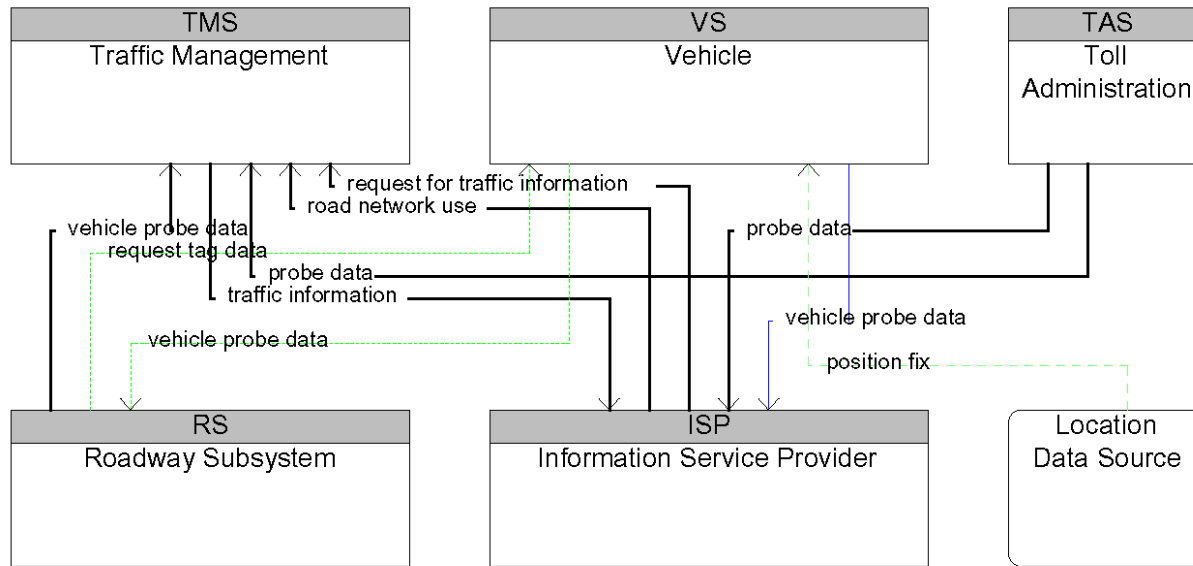 TMS
Traffic Management
VS
Vehicle
TAS
Toll
Administration
request for traffic information
road network use
vehicle probe data
probe data
request tag data
probe data
traffic information
vehicle probe data
vehicle probe data
position fix
RS
Roadway Subsystem
ISP
Information Service Provider
Location
Data Source